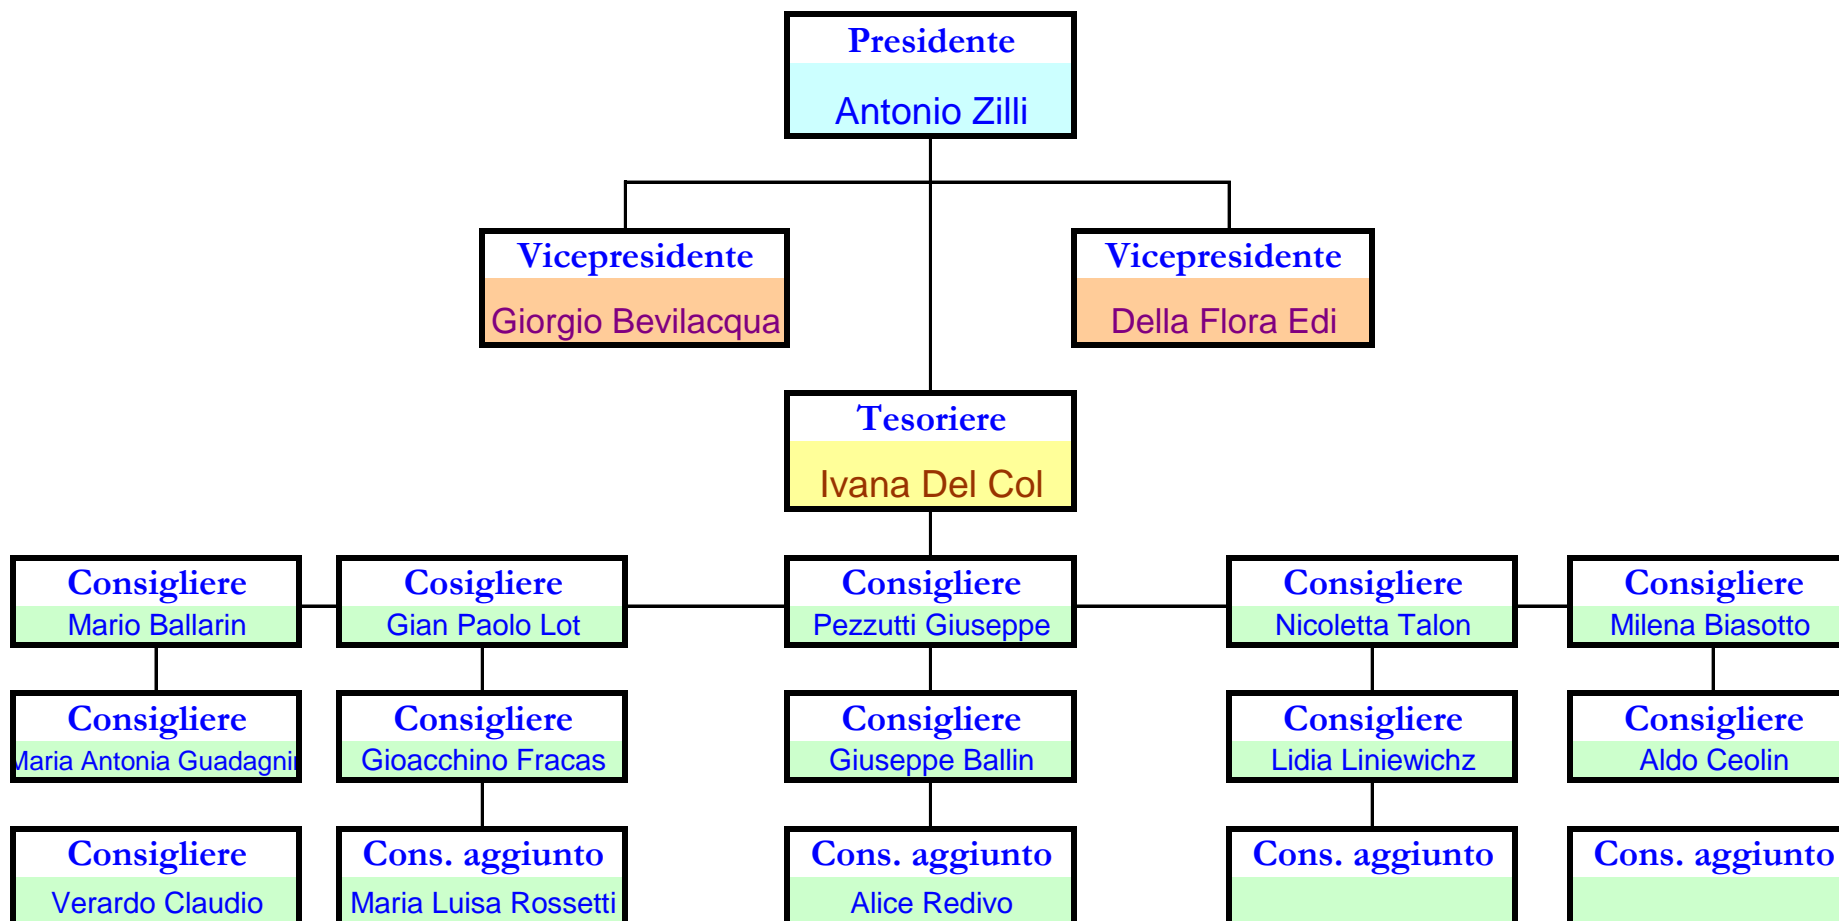 Presidente
Antonio Zilli
Vicepresidente
Vicepresidente
Giorgio Bevilacqua
Della Flora Edi
Tesoriere
Ivana Del Col
Consigliere
Cosigliere
Consigliere
Consigliere
Consigliere
Mario Ballarin
Gian Paolo Lot
Pezzutti Giuseppe
Nicoletta Talon
Milena Biasotto
Consigliere
Consigliere
Consigliere
Consigliere
Consigliere
Maria Antonia
Gioacchino Fracas
Giuseppe Ballin
Lidia Liniewichz
Aldo Ceolin
Consigliere
Cons. aggiunto
Cons. aggiunto
Cons. aggiunto
Cons. aggiunto
Verardo Claudio
Maria Luisa Rossetti
Alice Redivo